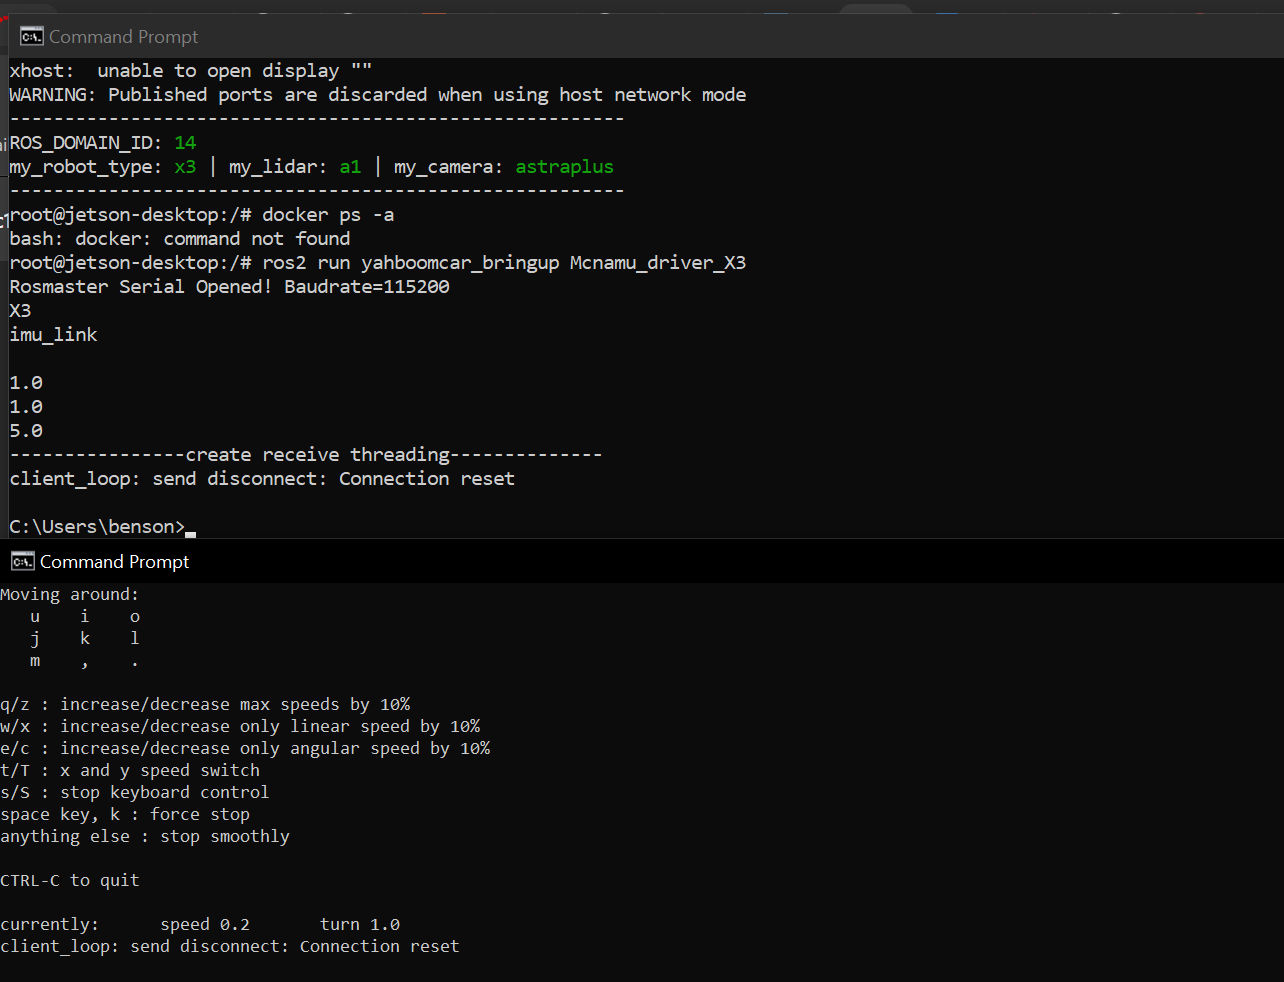 Command Prompt
xhost:  unable to open display ""
WARNING: Published ports are discarded when using host network mode
--------------------------------------------------------
ROS_DOMAIN_ID: 14
my_robot_type: x3 | my_lidar: a1 | my_camera: astraplus
--------------------------------------------------------
root@jetson-desktop:/# docker ps -a
bash: docker: command not found
root@jetson-desktop:/# ros2 run yahboomcar_bringup Mcnamu_driver_X3
Rosmaster Serial Opened! Baudrate=115200
X3
imu_link
1.0
1.0
5.0
----------------create receive threading--------------
client_loop: send disconnect: Connection reset
C:\Users\benson>
Command Prompt
Moving around:
u    i    o
j    k    l
m    ,    .
q/z : increase/decrease max speeds by 10%
w/x : increase/decrease only linear speed by 10%
e/c : increase/decrease only angular speed by 10%
t/T : x and y speed switch
s/S : stop keyboard control
space key, k : force stop
anything else : stop smoothly
CTRL-C to quit
currently:      speed 0.2       turn 1.0
client_loop: send disconnect: Connection reset